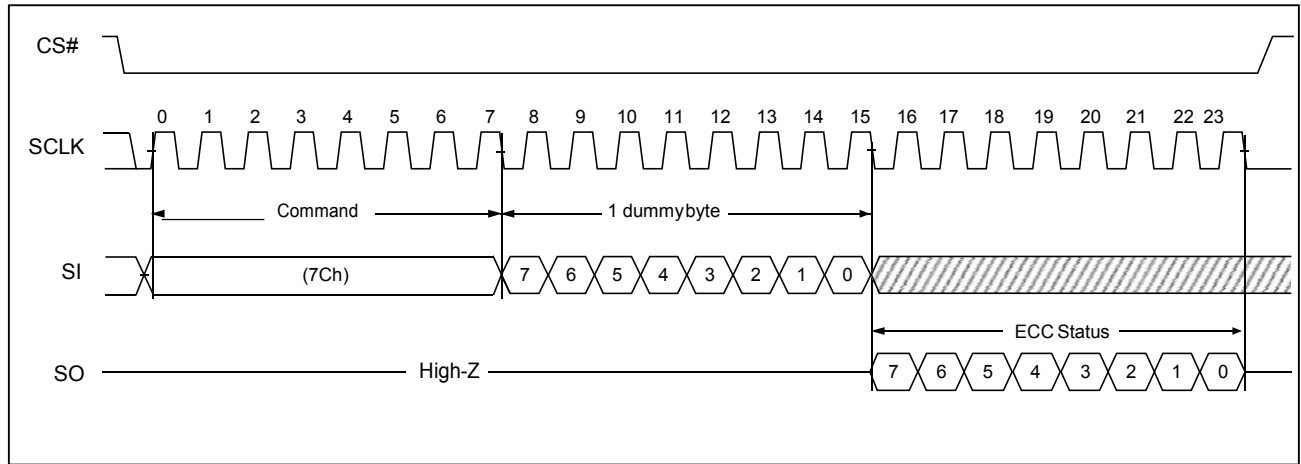 CS#
0 1 2 3 4 5 6 7 8 9 10 11 12 13 14 15 16 17 18 19 20 21 22 23
SCLK
Command 1 dummybyte
SI (7Ch) 7 6 5 4 3 2 1 0
ECC Status
SO High-Z 7 6 5 4 3 2 1 0